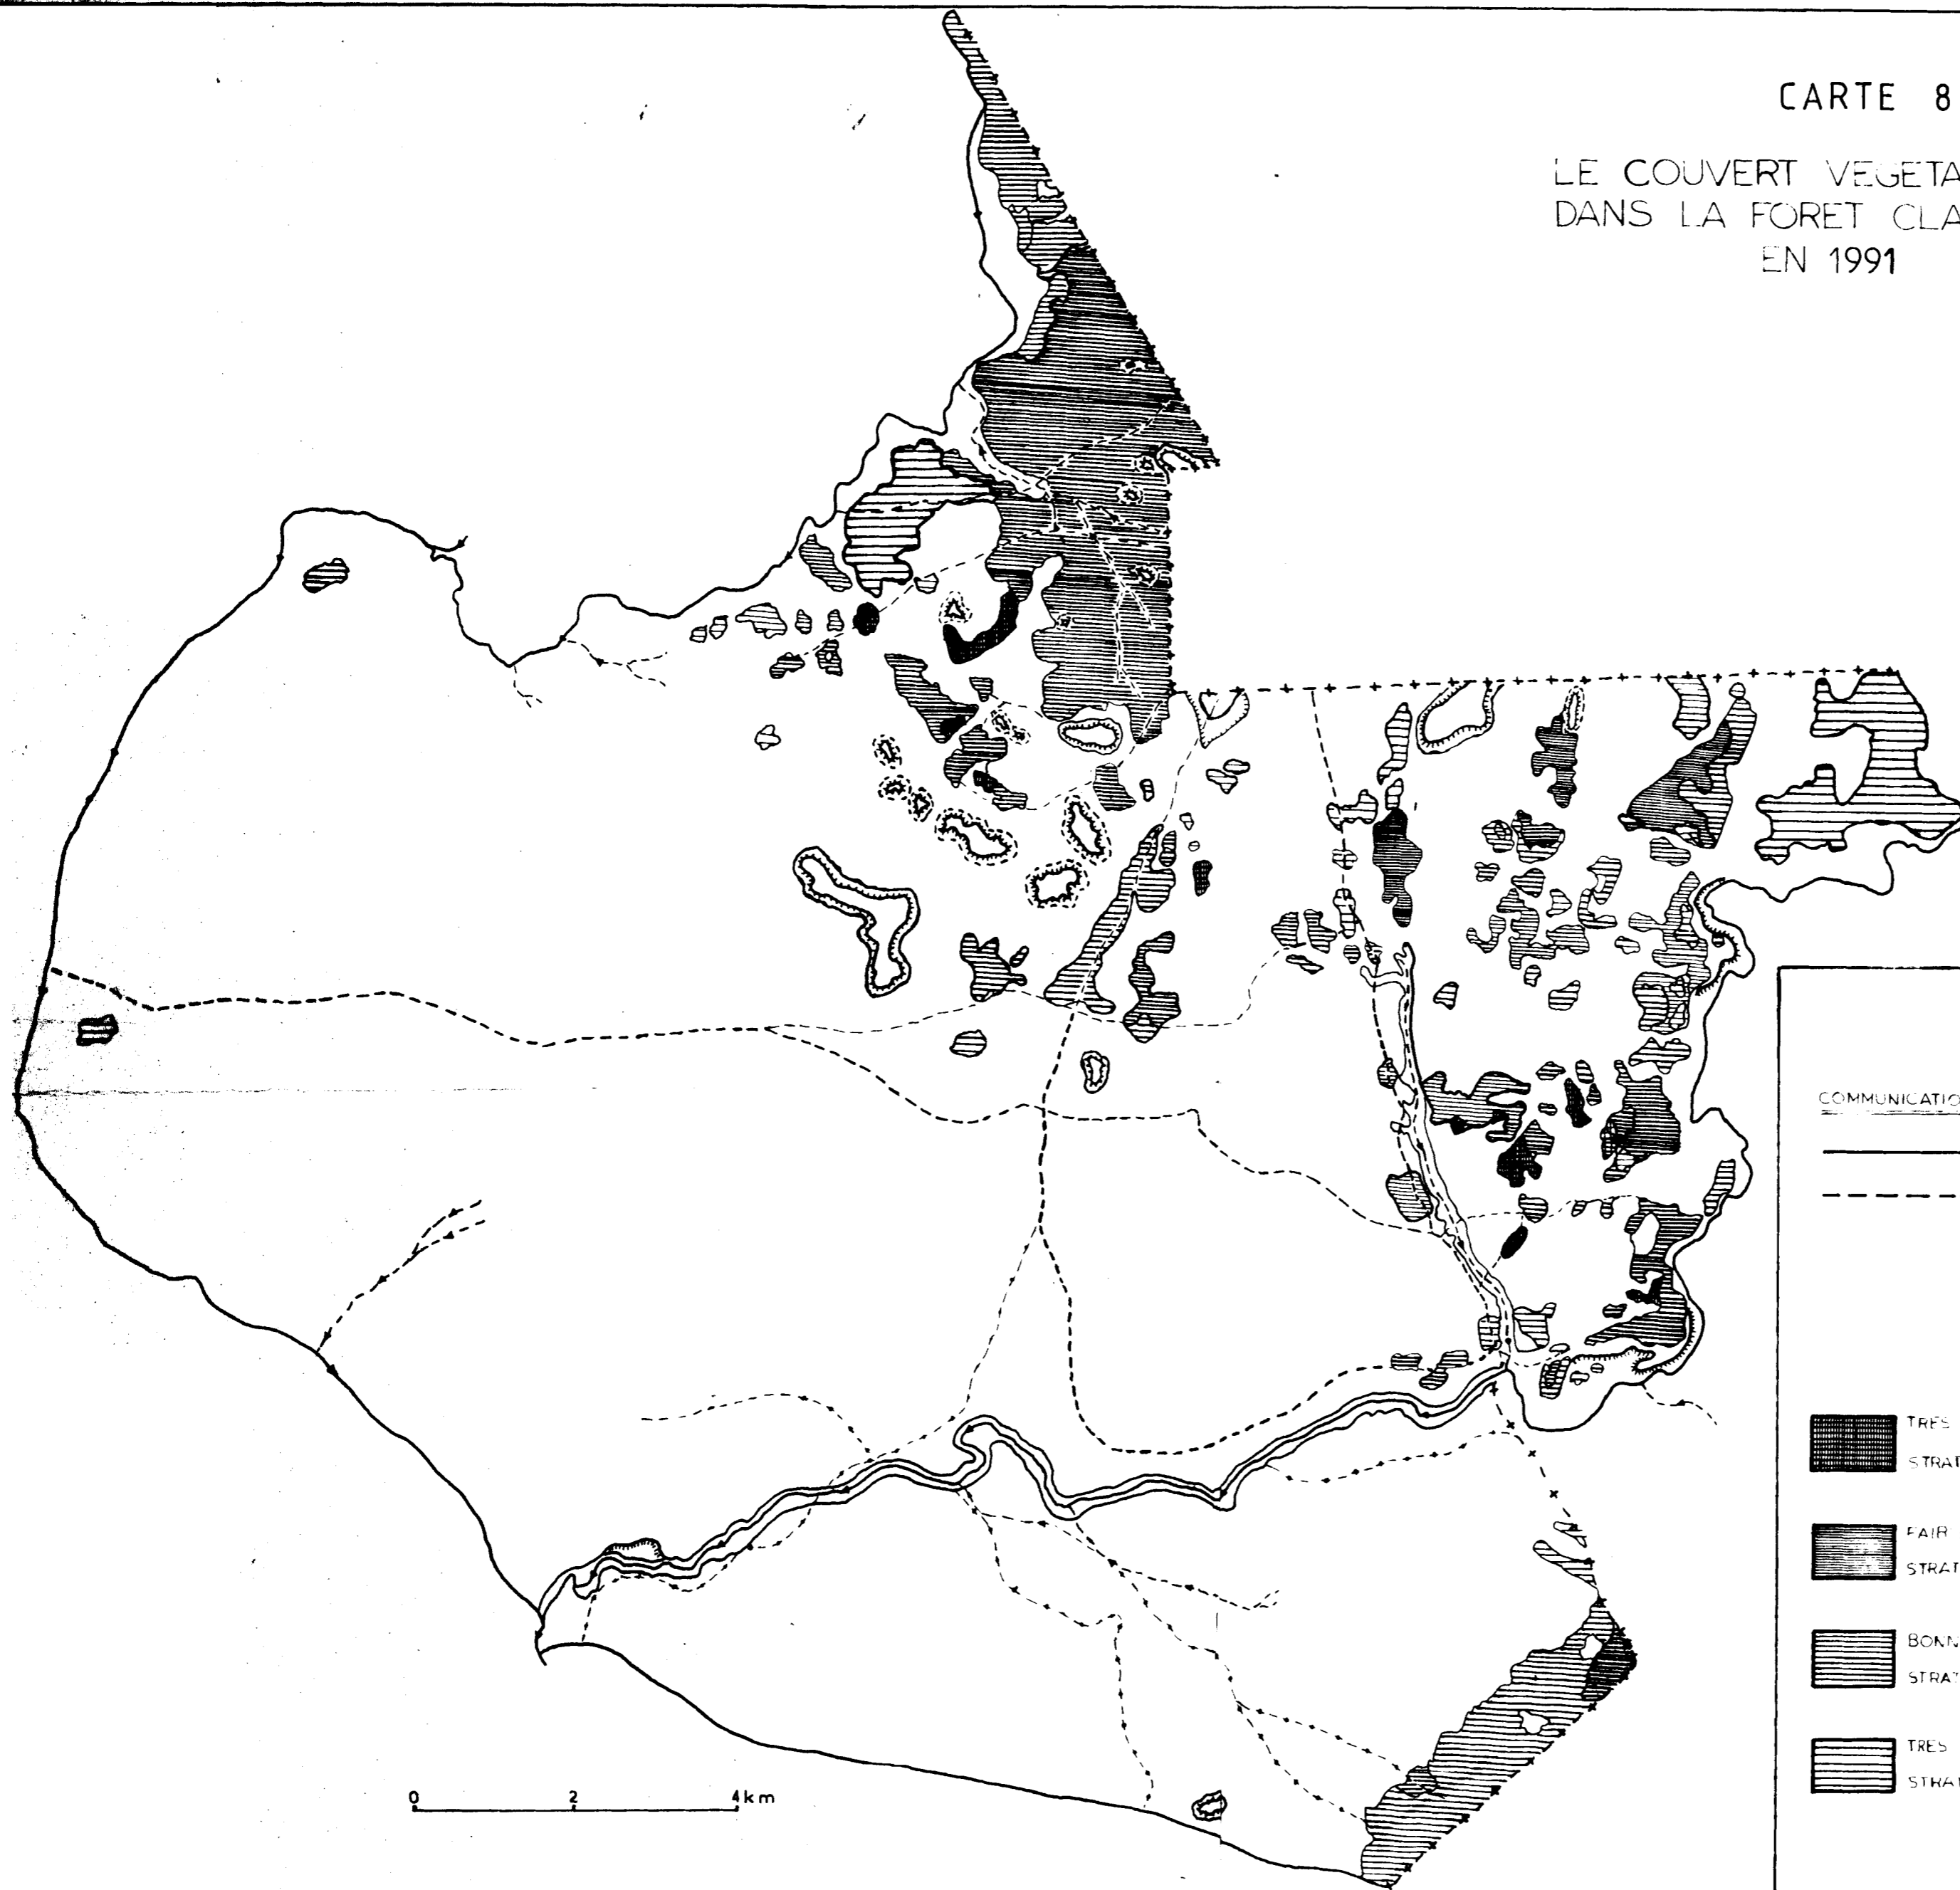 CARTE 8
LE COUVERT VEGETA
DANS LA FORET CLA
EN 1991
COMMUNICATIO
TRES
STRAT
FAIB
STRAT
BONN
STRAT
TRES
STRAT
0 2 4km